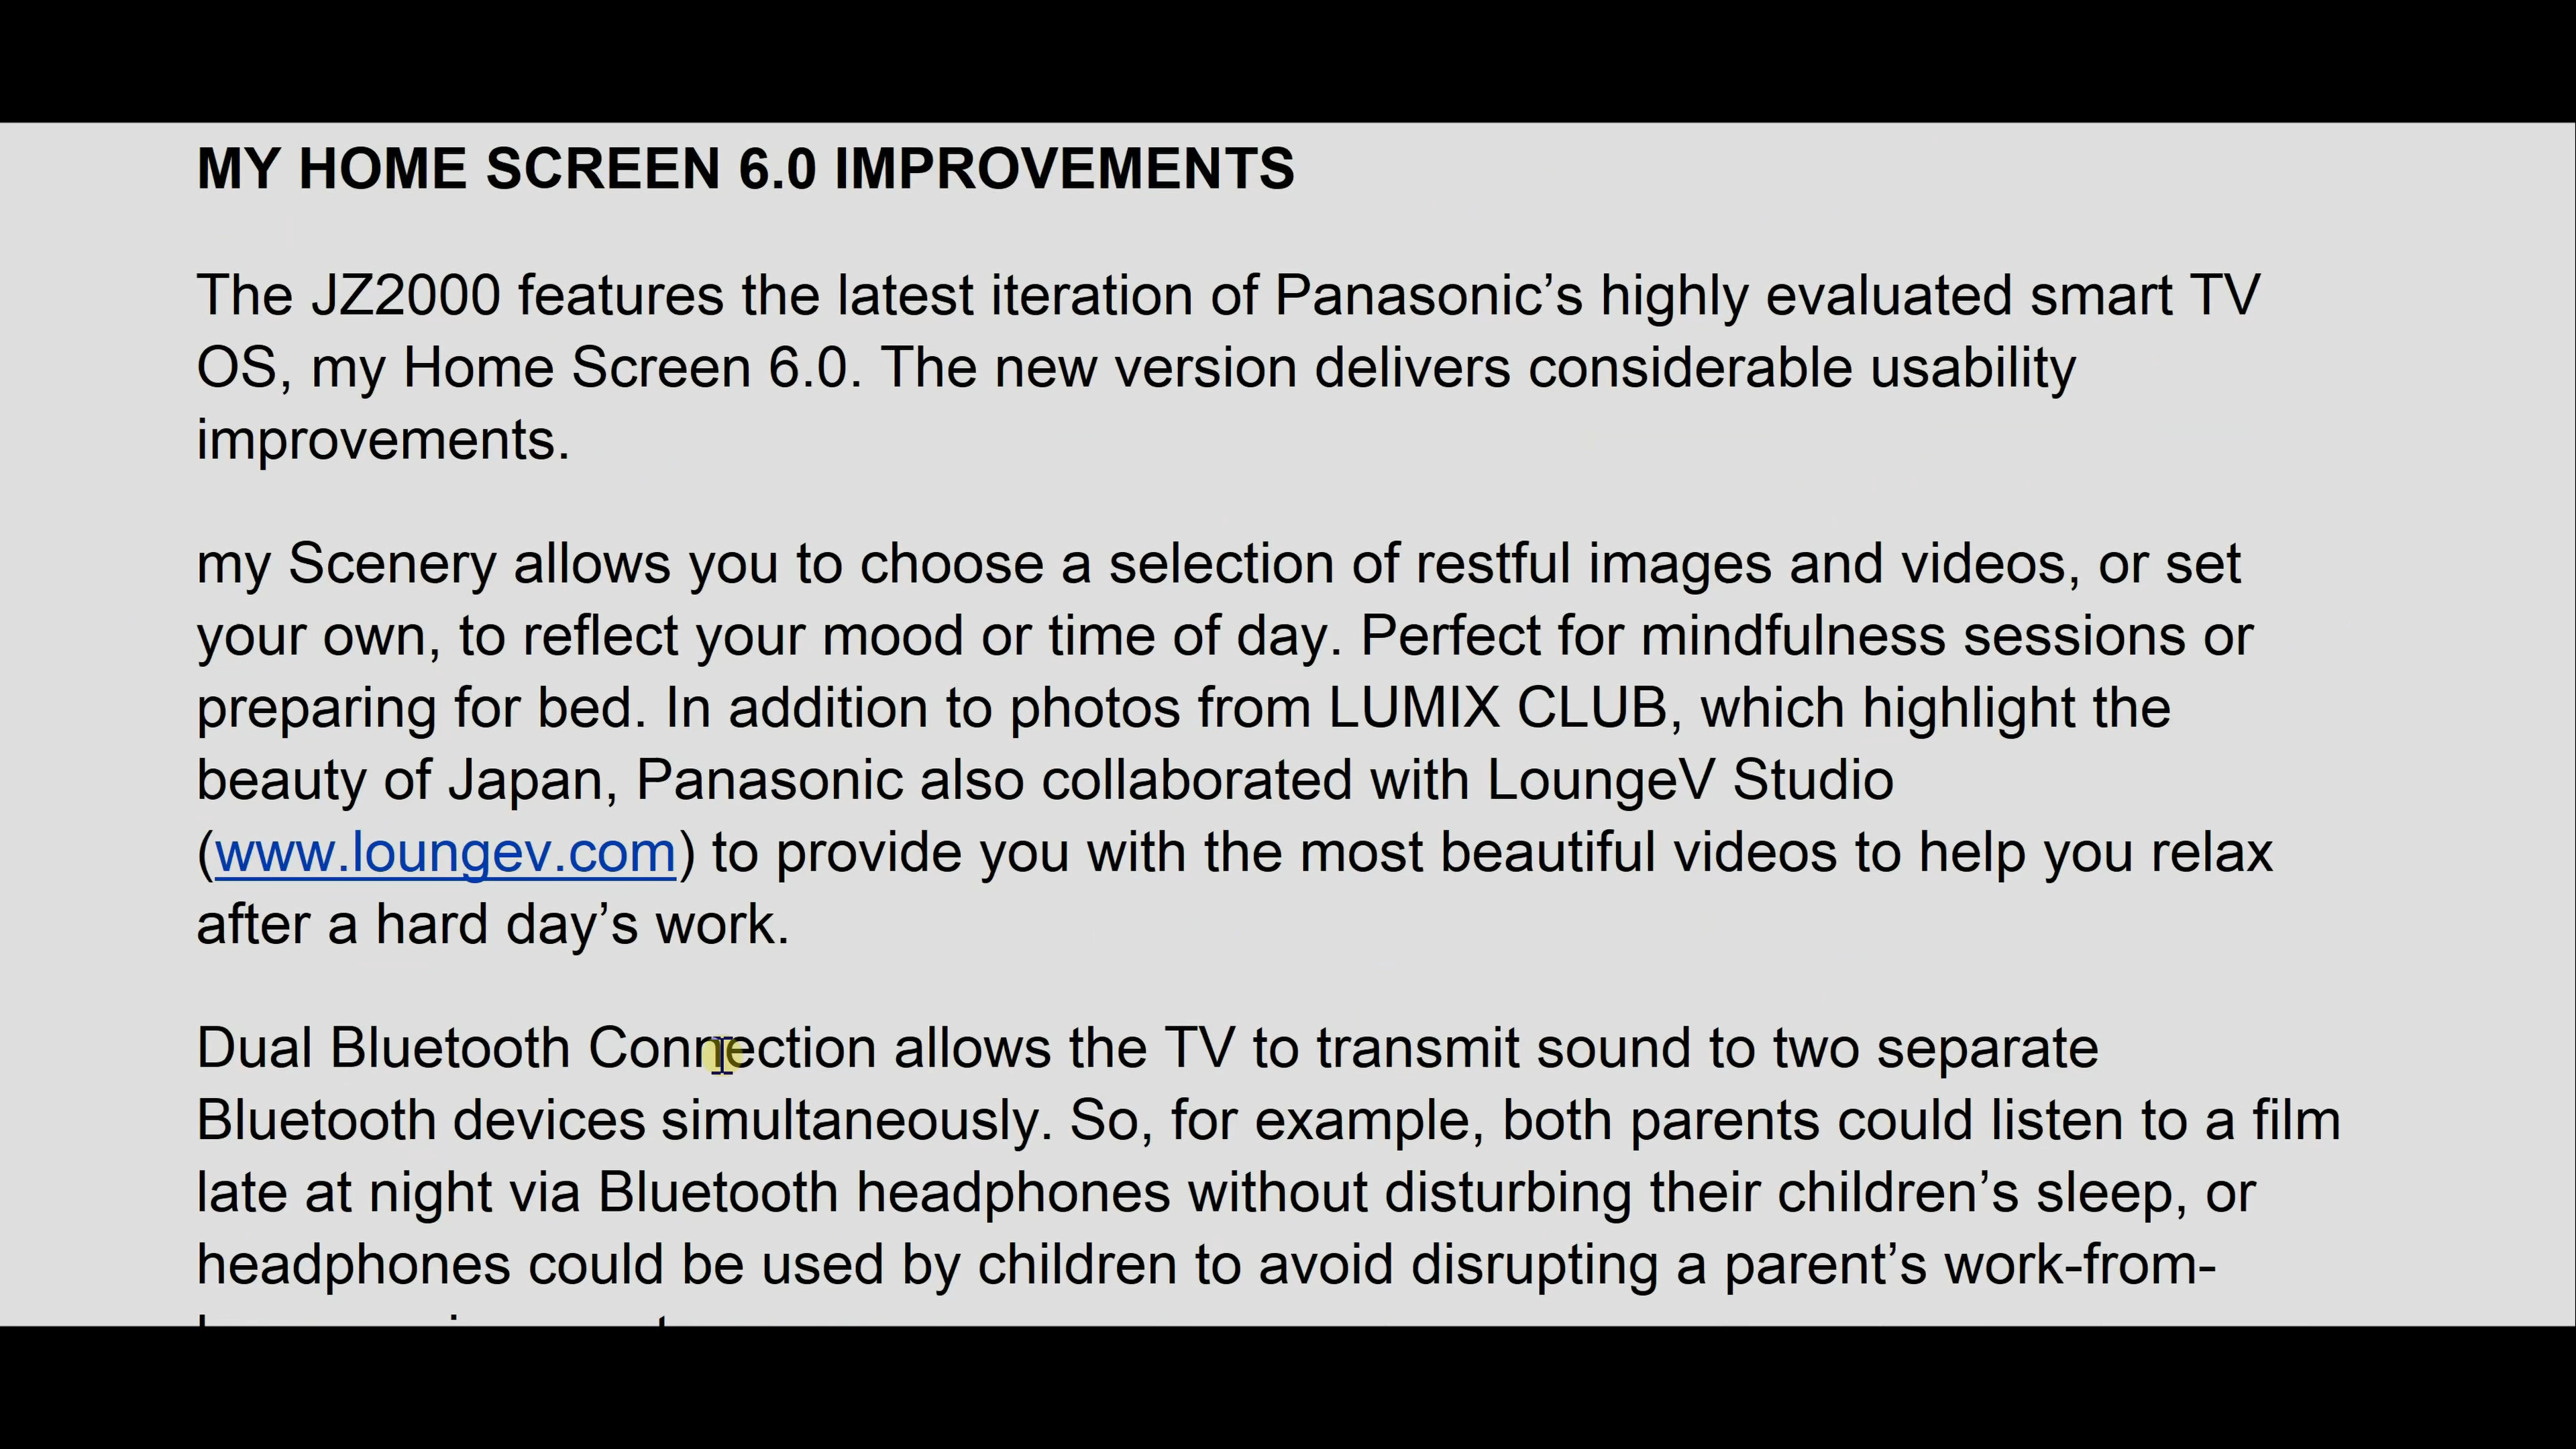 MY HOME SCREEN 6.0 IMPROVEMENTS
The JZ2000 features the latest iteration of Panasonic’s highly evaluated smart TV
OS, my Home Screen 6.0. The new version delivers considerable usability
improvements.
my Scenery allows you to choose a selection of restful images and videos, or set
your own, to reflect your mood or time of day. Perfect for mindfulness sessions or
preparing for bed. In addition to photos from LUMIX CLUB, which highlight the
beauty of Japan, Panasonic also collaborated with LoungeV Studio
(www.loungev.com) to provide you with the most beautiful videos to help you relax
after a hard day’s work.
Dual Bluetooth Connection allows the TV to transmit sound to two separate
Bluetooth devices simultaneously. So, for example, both parents could listen to a film
late at night via Bluetooth headphones without disturbing their children’s sleep, or
headphones could be used by children to avoid disrupting a parent’s work-from-